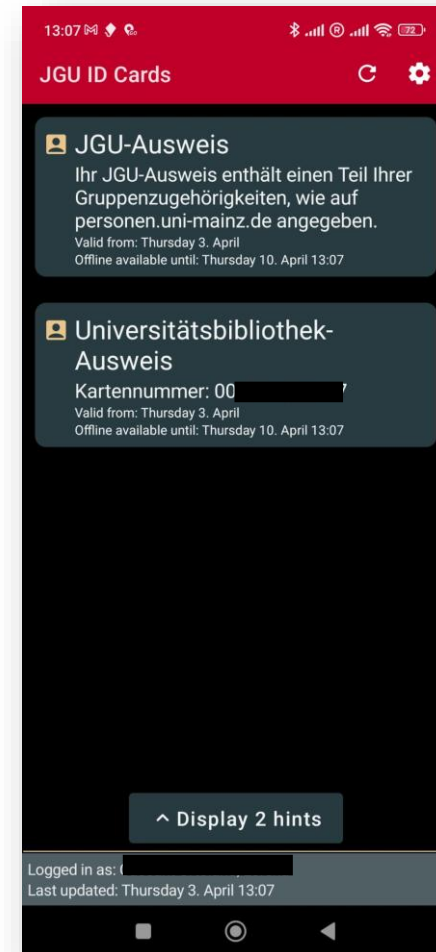 13:07
72
JGU ID Cards
JGU-Ausweis
Ihr JGU-Ausweis enthält einen Teil Ihrer
Gruppenzugehörigkeiten, wie auf
personen.uni-mainz.de angegeben.
Valid from: Thursday 3. April
Offline available until: Thursday 10. April 13:07
Universitätsbibliothek-
Ausweis
Kartennummer: 00
Valid from: Thursday 3. April
Offline available until: Thursday 10. April 13:07
Display 2 hints
Logged in as:
Last updated: Thursday 3. April 13:07